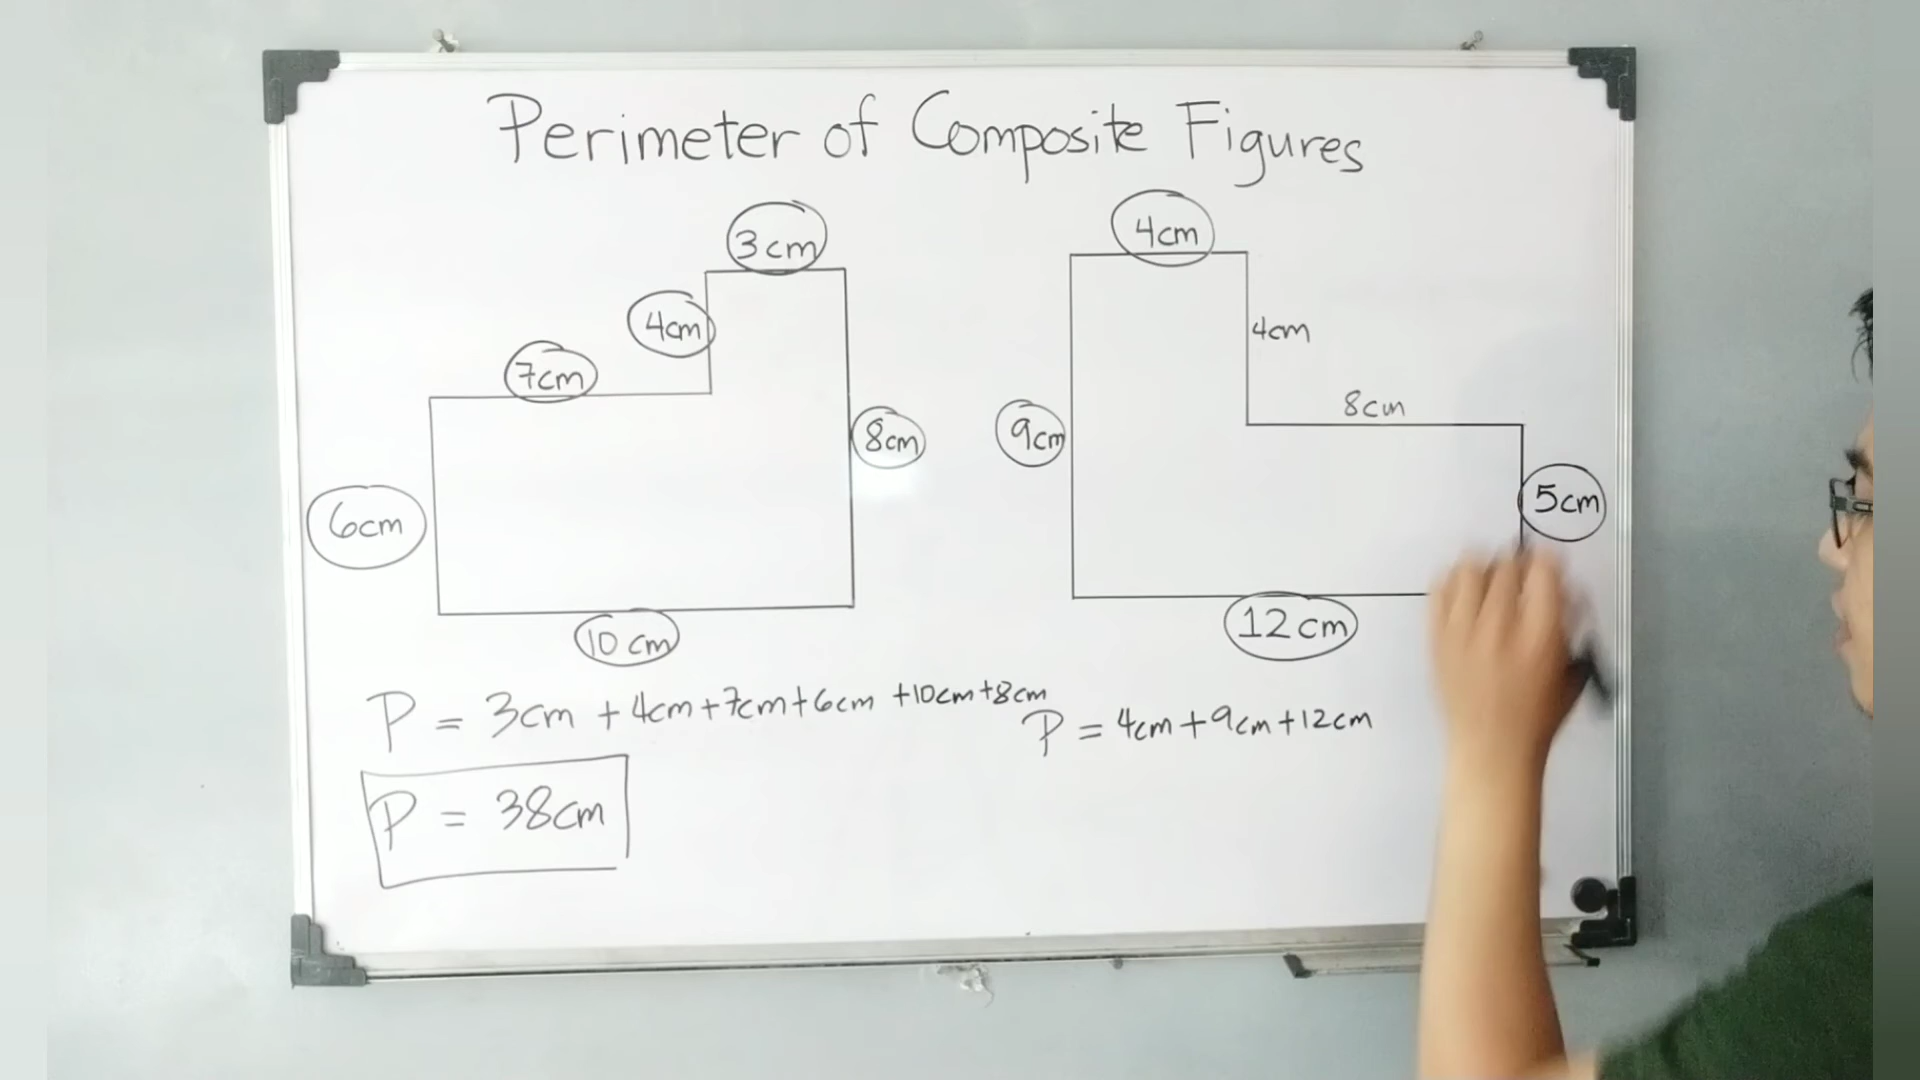 Perimeter of Composite Figures
3cm
4cm
7cm
6cm
8cm
10 cm
P = 3cm + 4cm+7cm+6cm +10cm+8cm
P = 38cm
4cm
4cm
8cm
9cm
5cm
12cm
P = 4cm+9cm+12cm